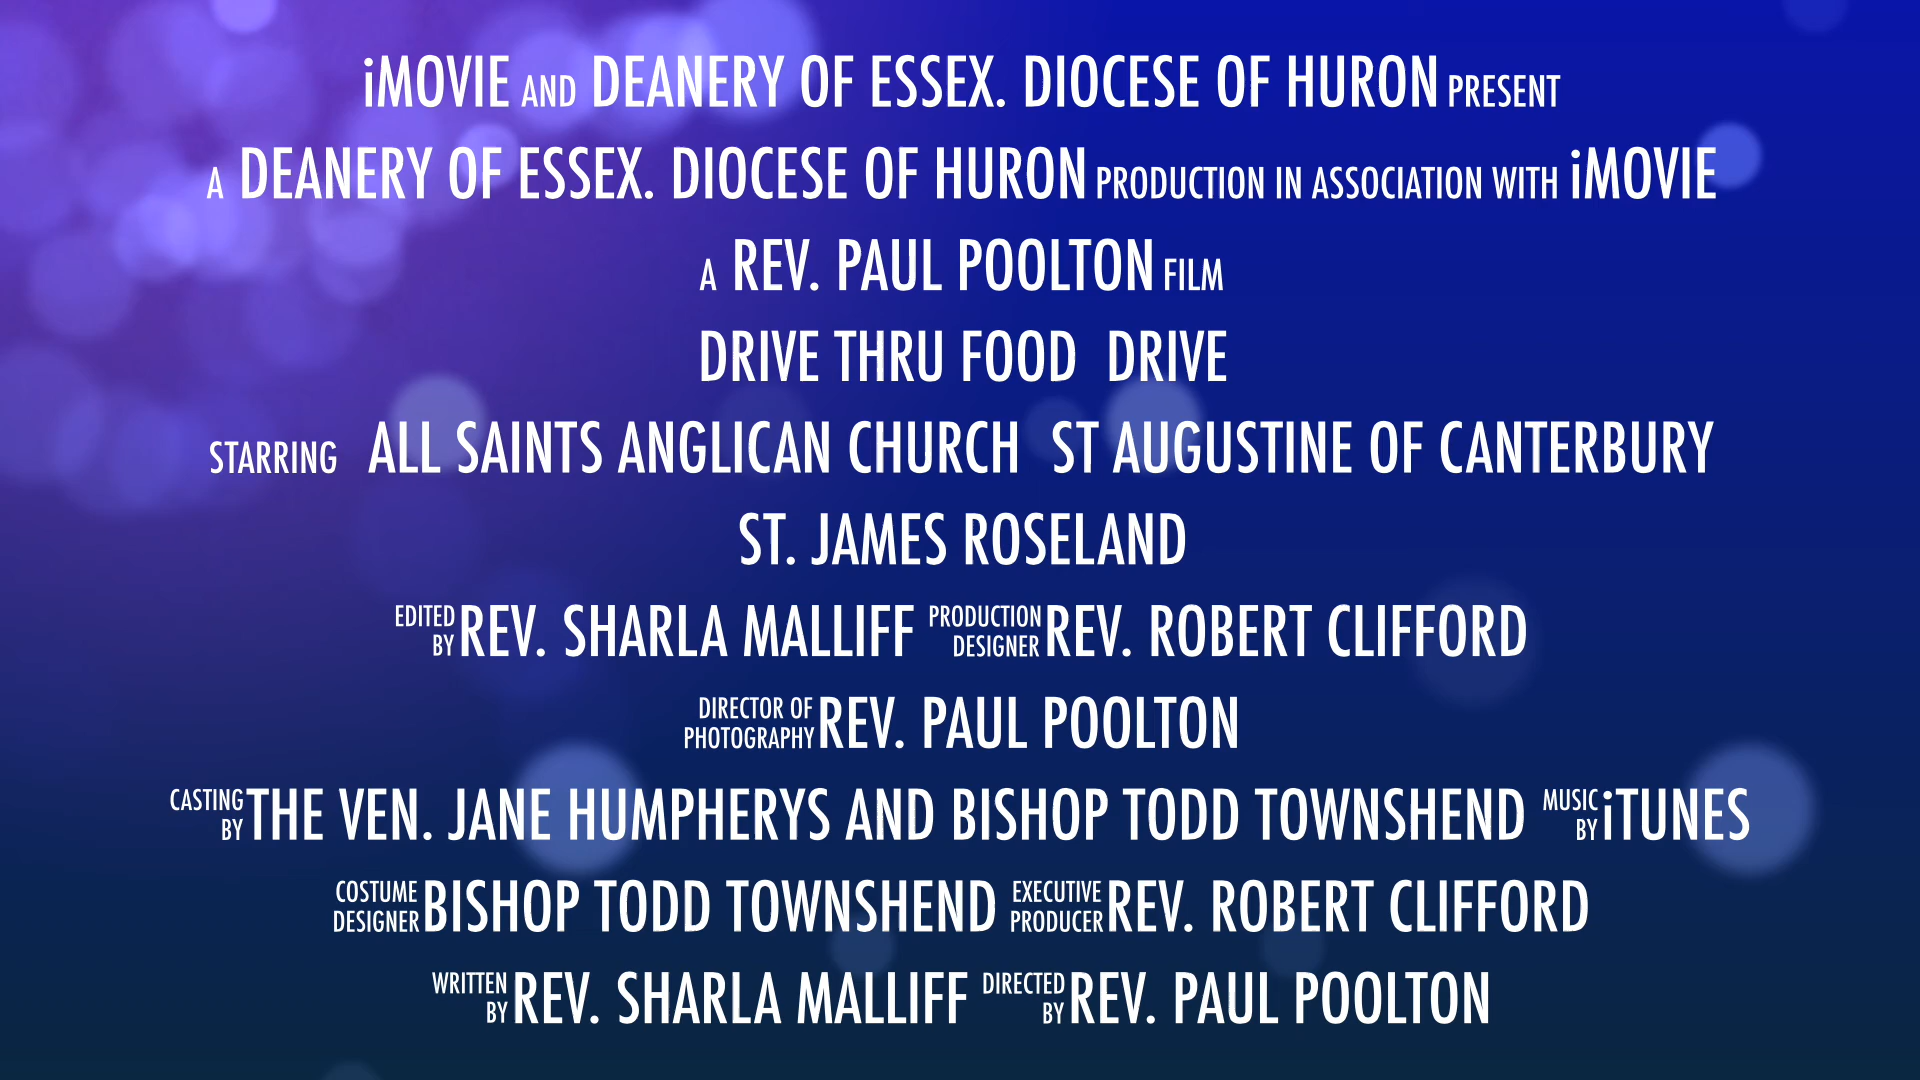 iMOVIE AND DEANERY OF ESSEX. DIOCESE OF HURON PRESENT
A DEANERY OF ESSEX. DIOCESE OF HURON PRODUCTION IN ASSOCIATION WITH iMOVIE
A REV. PAUL POOLTON FILM
DRIVE THRU FOOD DRIVE
STARRING ALL SAINTS ANGLICAN CHURCH ST AUGUSTINE OF CANTERBURY
ST. JAMES ROSELAND
EDITED BY REV. SHARLA MALLIFF PRODUCTION DESIGNER REV. ROBERT CLIFFORD
DIRECTOR OF PHOTOGRAPHY REV. PAUL POOLTON
CASTING BY THE VEN. JANE HUMPHERYS AND BISHOP TODD TOWNSHEND MUSIC BY iTUNES
COSTUME DESIGNER BISHOP TODD TOWNSHEND EXECUTIVE PRODUCER REV. ROBERT CLIFFORD
WRITTEN BY REV. SHARLA MALLIFF DIRECTED BY REV. PAUL POOLTON